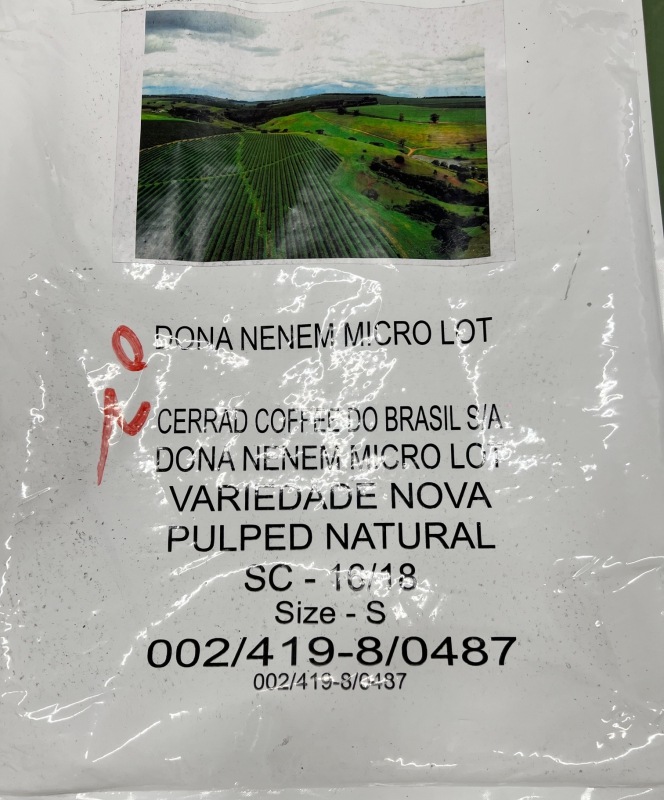 DONA NENEM MICRO LOT
CERRAD COFFEE DO BRASIL S/A
DONA NENEM MICRO LOT
VARIEDADE NOVA
PULPED NATURAL
SC - 16/18
Size - S
002/419-8/0487
002/419-8/0487